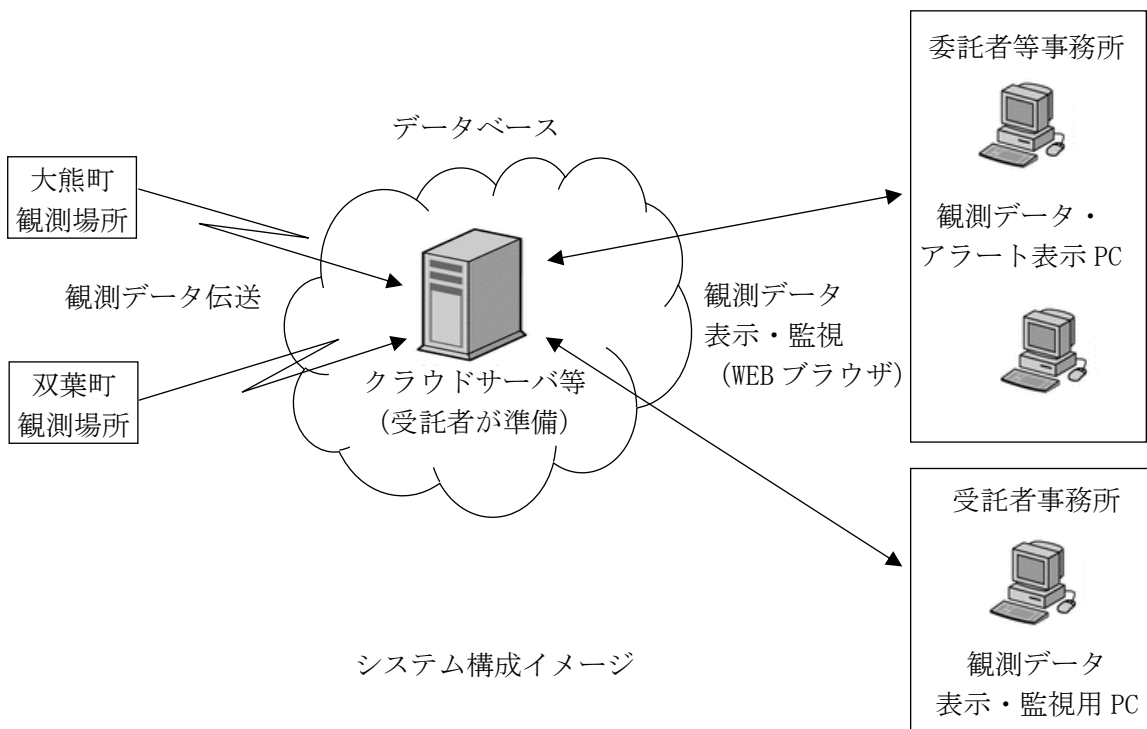 データベース
大熊町
観測場所
観測データ伝送
双葉町
観測場所
クラウドサーバ等
(受託者が準備)
観測データ
表示・監視
(WEB ブラウザ)
委託者等事務所
観測データ・
アラート表示 PC
受託者事務所
観測データ
表示・監視用 PC
システム構成イメージ